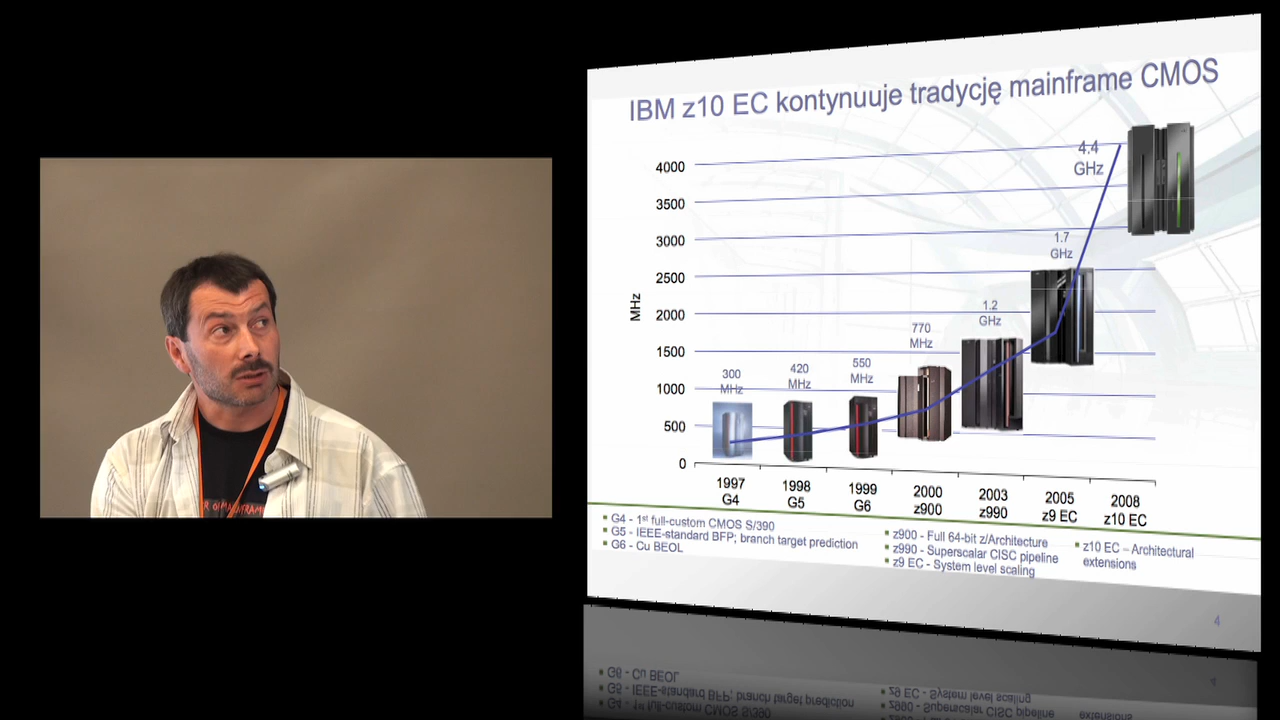 IBM z10 EC kontynuuje tradycję mainframe CMOS
4000
3500
3000
2500
2000
1500
1000
500
0
MHz
300
MHz
420
MHz
550
MHz
770
MHz
1.2
GHz
1.7
GHz
4.4
GHz
1997
G4
1998
G5
1999
G6
2000
z900
2003
z990
2005
z9 EC
2008
z10 EC
G4 - 1st full-custom CMOS S/390
G5 - IEEE-standard BFP; branch target prediction
G6 - Cu BEOL
z900 - Full 64-bit z/Architecture
z990 - Superscalar CISC pipeline
z9 EC - System level scaling
z10 EC – Architectural
extensions
4